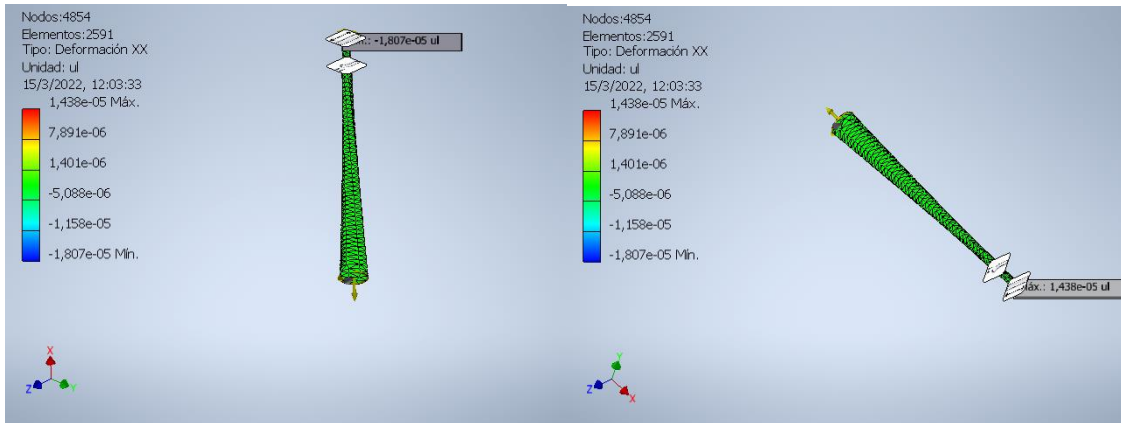 Nodos:4854
Elementos:2591
Tipo: Deformación XX
Unidad: ul
15/3/2022, 12:03:33
1,438e-05 Máx.
7,891e-06
1,401e-06
-5,088e-06
-1,158e-05
-1,807e-05 Mín.
-1,807e-05 ul
X
Z
Y
Nodos:4854
Elementos:2591
Tipo: Deformación XX
Unidad: ul
15/3/2022, 12:03:33
1,438e-05 Máx.
7,891e-06
1,401e-06
-5,088e-06
-1,158e-05
-1,807e-05 Mín.
áx.: 1,438e-05 ul
Y
Z
X